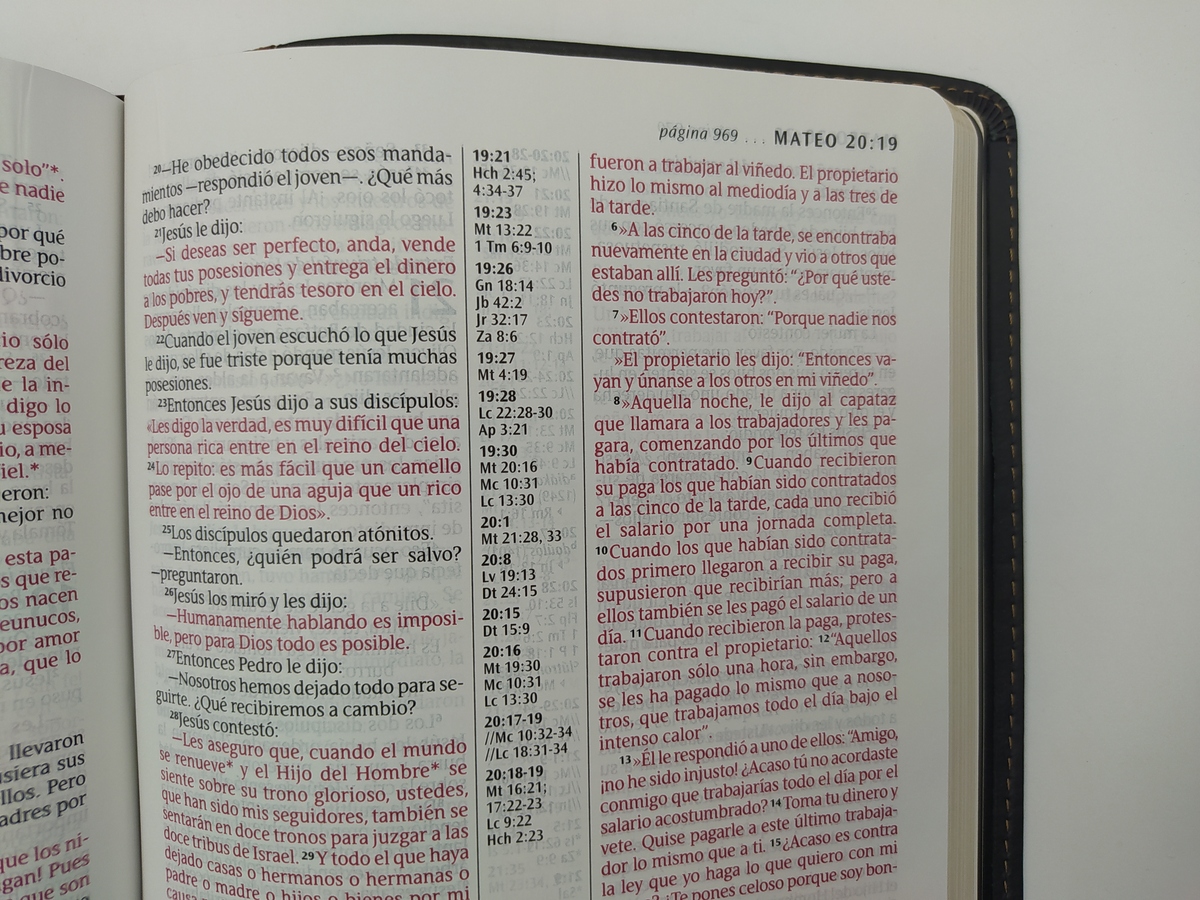 sólo”*.
e nadie
por qué
bre po-
divorcio
io sólo
reza del
e la in-
digo lo
u esposa
io, a me-
fiel.*
eron:
mejor no
esta pa-
s que re-
os nacen
eunucos,
por amor
a, que lo
llevaron
siera sus
llos. Pero
adres por
que los ni-
gan! Pues
que son
página 969 ... MATEO 20:19
20—He obedecido todos esos manda-
mientos —respondió el joven—. ¿Qué más
debo hacer?
21Jesús le dijo:
—Si deseas ser perfecto, anda, vende
todas tus posesiones y entrega el dinero
a los pobres, y tendrás tesoro en el cielo.
Después ven y sígueme.
22Cuando el joven escuchó lo que Jesús
le dijo, se fue triste porque tenía muchas
posesiones.
23Entonces Jesús dijo a sus discípulos:
«Les digo la verdad, es muy difícil que una
persona rica entre en el reino del cielo.
24Lo repito: es más fácil que un camello
pase por el ojo de una aguja que un rico
entre en el reino de Dios».
25Los discípulos quedaron atónitos.
—Entonces, ¿quién podrá ser salvo?
—preguntaron.
26Jesús los miró y les dijo:
—Humanamente hablando es imposi-
ble, pero para Dios todo es posible.
27Entonces Pedro le dijo:
—Nosotros hemos dejado todo para se-
guirte. ¿Qué recibiremos a cambio?
28Jesús contestó:
—Les aseguro que, cuando el mundo
se renueve* y el Hijo del Hombre* se
siente sobre su trono glorioso, ustedes,
que han sido mis seguidores, también se
sentarán en doce tronos para juzgar a las
doce tribus de Israel. 29Y todo el que haya
dejado casas o hermanos o hermanas o
padre o madre o hijos o bienes por mi
causa
19:21
Hch 2:45;
4:34-37
19:23
Mt 13:22
1 Tm 6:9-10
19:26
Gn 18:14
Jb 42:2
Jr 32:17
Za 8:6
19:27
Mt 4:19
19:28
Lc 22:28-30
Ap 3:21
19:30
Mt 20:16
Mc 10:31
Lc 13:30
20:1
Mt 21:28, 33
20:8
Lv 19:13
Dt 24:15
20:15
Dt 15:9
20:16
Mt 19:30
Mc 10:31
Lc 13:30
20:17-19
//Mc 10:32-34
//Lc 18:31-34
20:18-19
Mt 16:21;
17:22-23
Lc 9:22
Hch 2:23
fueron a trabajar al viñedo. El propietario
hizo lo mismo al mediodía y a las tres de
la tarde.
6»A las cinco de la tarde, se encontraba
nuevamente en la ciudad y vio a otros que
estaban allí. Les preguntó: “¿Por qué uste-
des no trabajaron hoy?”.
7»Ellos contestaron: “Porque nadie nos
contrató”.
»El propietario les dijo: “Entonces va-
yan y únanse a los otros en mi viñedo”.
8»Aquella noche, le dijo al capataz
que llamara a los trabajadores y les pa-
gara, comenzando por los últimos que
había contratado. 9Cuando recibieron
su paga los que habían sido contratados
a las cinco de la tarde, cada uno recibió
el salario por una jornada completa.
10Cuando los que habían sido contrata-
dos primero llegaron a recibir su paga,
supusieron que recibirían más; pero a
ellos también se les pagó el salario de un
día. 11Cuando recibieron la paga, protes-
taron contra el propietario: 12“Aquellos
trabajaron sólo una hora, sin embargo,
se les ha pagado lo mismo que a noso-
tros, que trabajamos todo el día bajo el
intenso calor”.
13»Él le respondió a uno de ellos: “Amigo,
¡no he sido injusto! ¿Acaso tú no acordaste
conmigo que trabajarías todo el día por el
salario acostumbrado? 14Toma tu dinero y
vete. Quise pagarle a este último trabaja-
dor lo mismo que a ti. 15¿Acaso es contra
la ley que yo haga lo que quiero con mi
¿Te pones celoso porque soy bon-